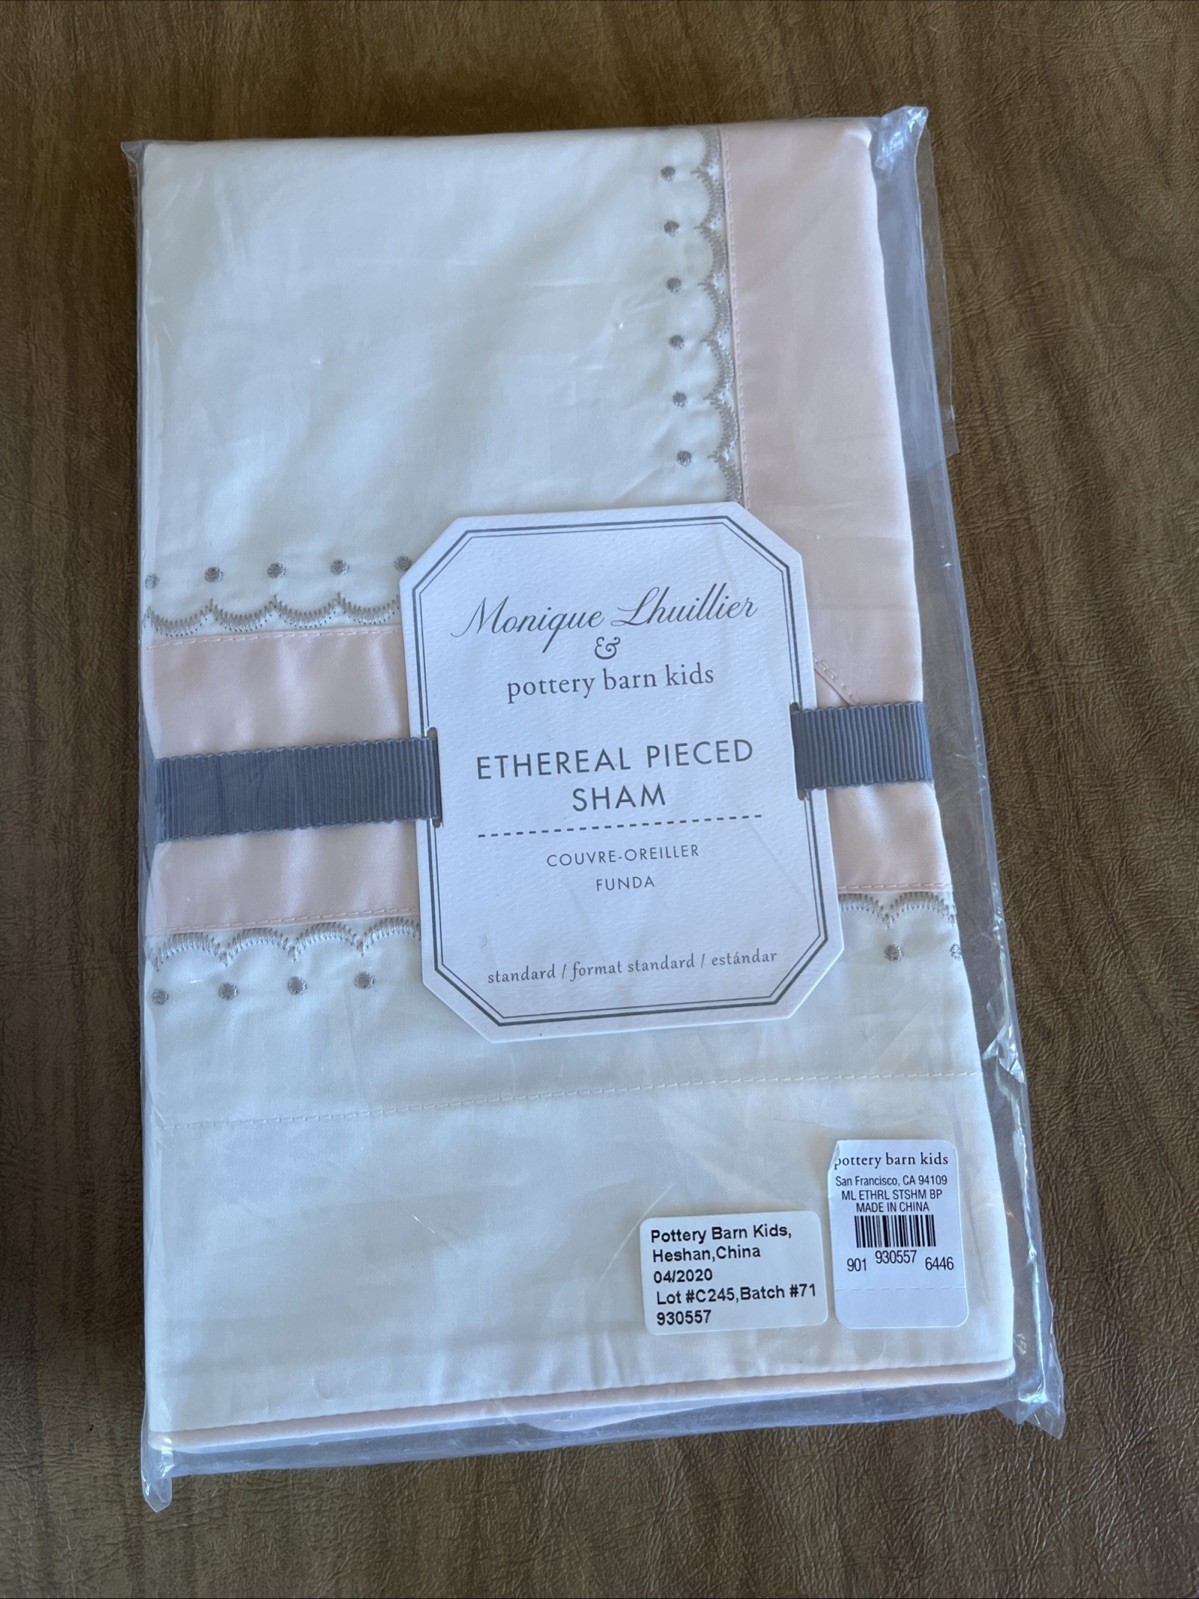 Monique Lhuillier
&
pottery barn kids
ETHEREAL PIECED
SHAM
COUVRE-OREILLER
FUNDA
standard / format standard / estándar
pottery barn kids
San Francisco, CA 94109
ML ETHRL STSHM BP
MADE IN CHINA
901 930557 6446
Pottery Barn Kids,
Heshan,China
04/2020
Lot #C245,Batch #71
930557